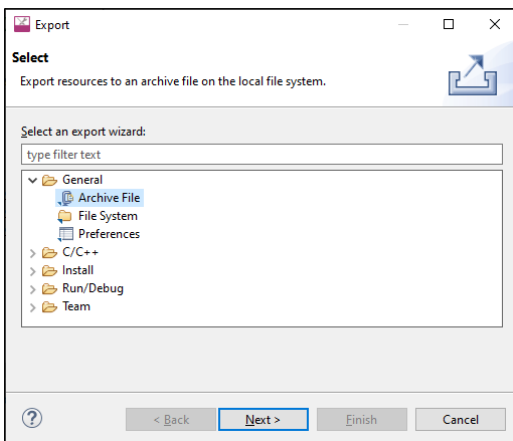 Export
Select
Export resources to an archive file on the local file system.
Select an export wizard:
type filter text
General
Archive File
File System
Preferences
C/C++
Install
Run/Debug
Team
?
< Back
Next >
Finish
Cancel